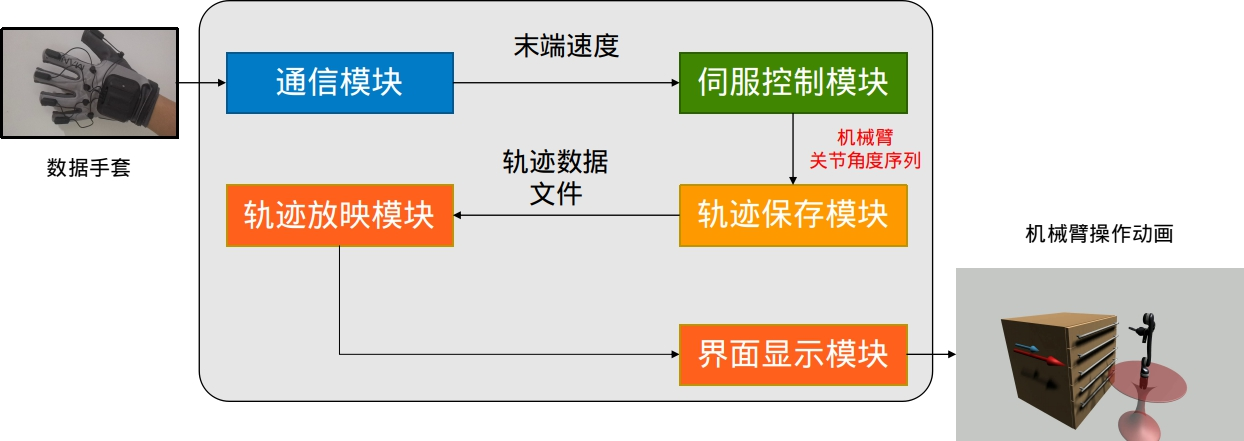 末端速度
通信模块
伺服控制模块
数据手套
机械臂
关节角度序列
轨迹数据
文件
轨迹放映模块
轨迹保存模块
机械臂操作动画
界面显示模块